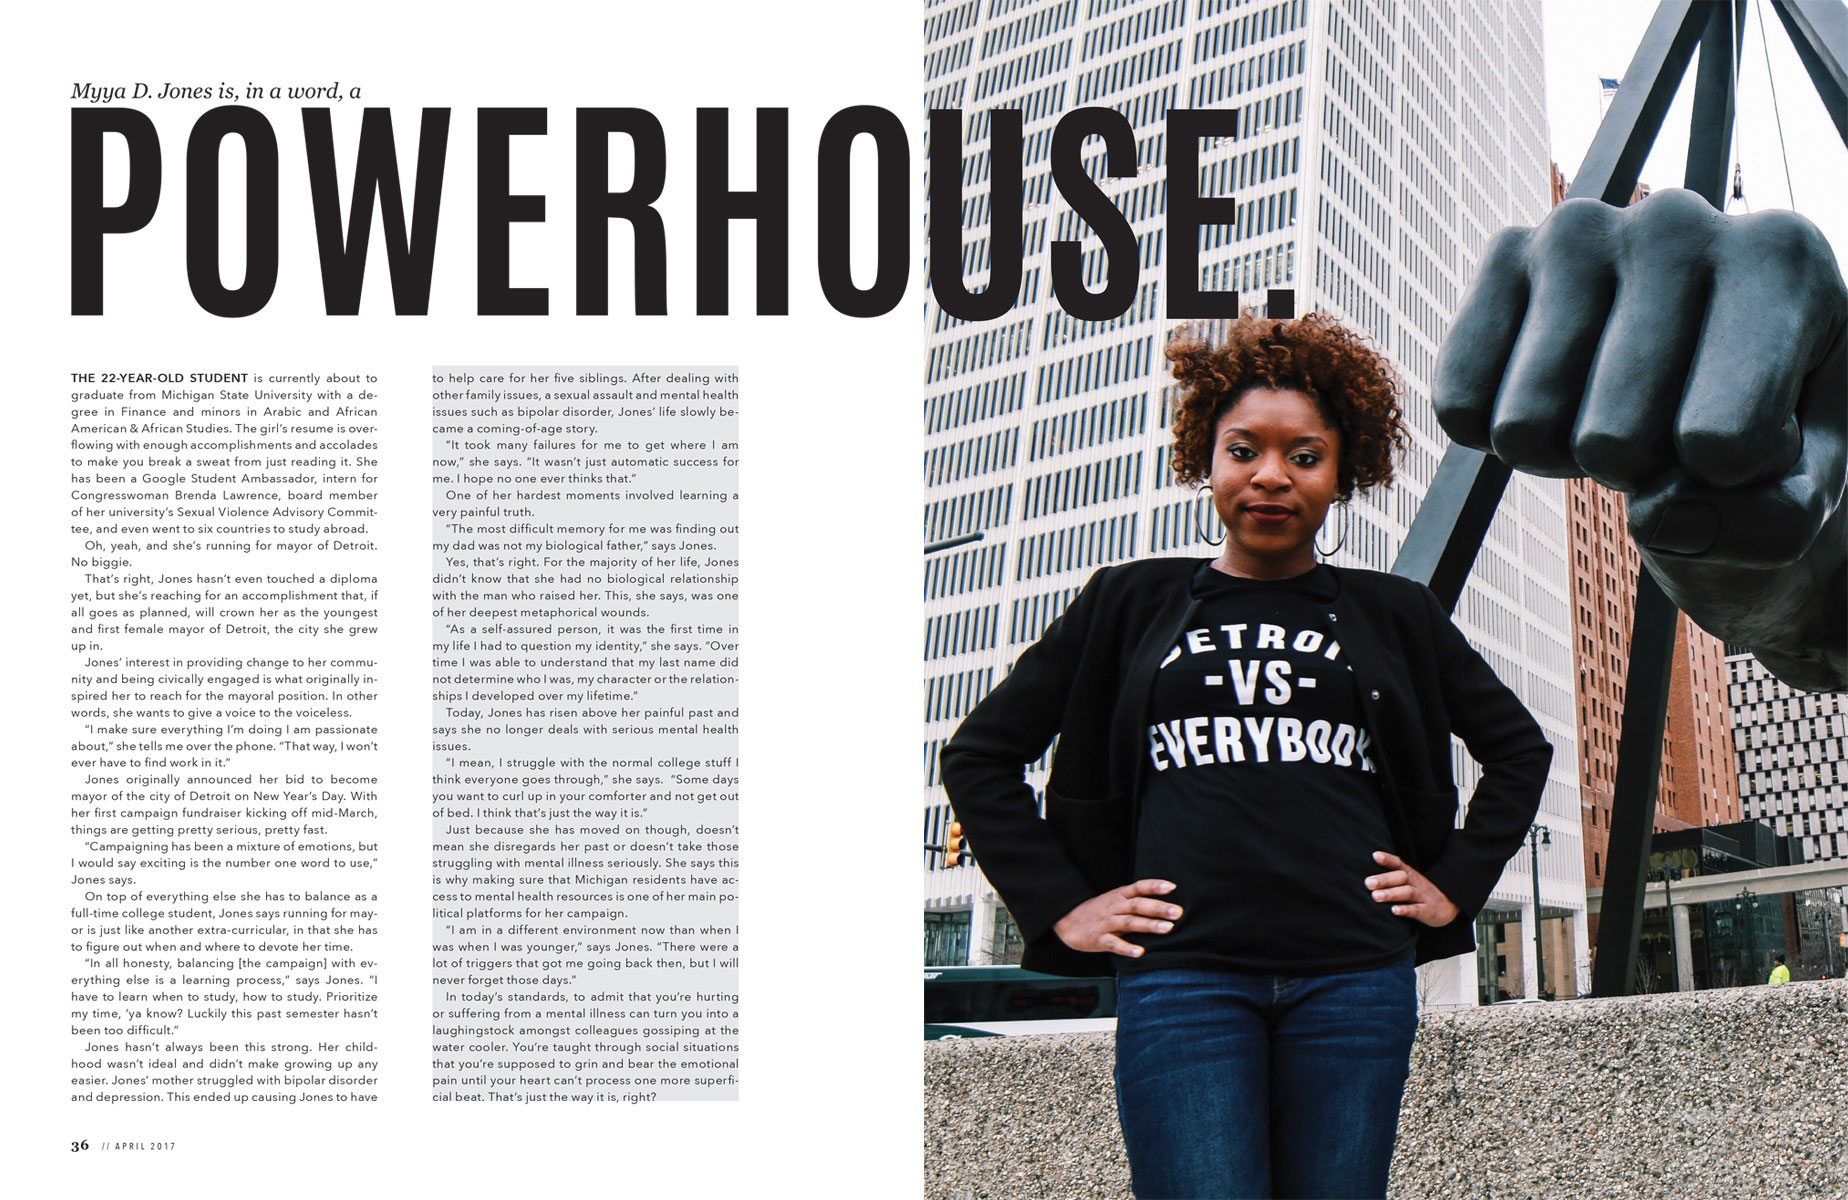 Myya D. Jones is, in a word, a
POWERHOUSE.
THE 22-YEAR-OLD STUDENT is currently about to
graduate from Michigan State University with a de-
gree in Finance and minors in Arabic and African
American & African Studies. The girl’s resume is over-
flowing with enough accomplishments and accolades
to make you break a sweat from just reading it. She
has been a Google Student Ambassador, intern for
Congresswoman Brenda Lawrence, board member
of her university’s Sexual Violence Advisory Commit-
tee, and even went to six countries to study abroad.
Oh, yeah, and she’s running for mayor of Detroit.
No biggie.
That’s right, Jones hasn’t even touched a diploma
yet, but she’s reaching for an accomplishment that, if
all goes as planned, will crown her as the youngest
and first female mayor of Detroit, the city she grew
up in.
Jones’ interest in providing change to her commu-
nity and being civically engaged is what originally in-
spired her to reach for the mayoral position. In other
words, she wants to give a voice to the voiceless.
“I make sure everything I’m doing I am passionate
about,” she tells me over the phone. “That way, I won’t
ever have to find work in it.”
Jones originally announced her bid to become
mayor of the city of Detroit on New Year’s Day. With
her first campaign fundraiser kicking off mid-March,
things are getting pretty serious, pretty fast.
“Campaigning has been a mixture of emotions, but
I would say exciting is the number one word to use,”
Jones says.
On top of everything else she has to balance as a
full-time college student, Jones says running for may-
or is just like another extra-curricular, in that she has
to figure out when and where to devote her time.
“In all honesty, balancing [the campaign] with ev-
erything else is a learning process,” says Jones. “I
have to learn when to study, how to study. Prioritize
my time, ’ya know? Luckily this past semester hasn’t
been too difficult.”
Jones hasn’t always been this strong. Her child-
hood wasn’t ideal and didn’t make growing up any
easier. Jones’ mother struggled with bipolar disorder
and depression. This ended up causing Jones to have
to help care for her five siblings. After dealing with
other family issues, a sexual assault and mental health
issues such as bipolar disorder, Jones’ life slowly be-
came a coming-of-age story.
“It took many failures for me to get where I am
now,” she says. “It wasn’t just automatic success for
me. I hope no one ever thinks that.”
One of her hardest moments involved learning a
very painful truth.
“The most difficult memory for me was finding out
my dad was not my biological father,” says Jones.
Yes, that’s right. For the majority of her life, Jones
didn’t know that she had no biological relationship
with the man who raised her. This, she says, was one
of her deepest metaphorical wounds.
“As a self-assured person, it was the first time in
my life I had to question my identity,” she says. “Over
time I was able to understand that my last name did
not determine who I was, my character or the relation-
ships I developed over my lifetime.”
Today, Jones has risen above her painful past and
says she no longer deals with serious mental health
issues.
“I mean, I struggle with the normal college stuff I
think everyone goes through,” she says. “Some days
you want to curl up in your comforter and not get out
of bed. I think that’s just the way it is.”
Just because she has moved on though, doesn’t
mean she disregards her past or doesn’t take those
struggling with mental illness seriously. She says this
is why making sure that Michigan residents have ac-
cess to mental health resources is one of her main po-
litical platforms for her campaign.
“I am in a different environment now than when I
was when I was younger,” says Jones. “There were a
lot of triggers that got me going back then, but I will
never forget those days.”
In today’s standards, to admit that you’re hurting
or suffering from a mental illness can turn you into a
laughingstock amongst colleagues gossiping at the
water cooler. You’re taught through social situations
that you’re supposed to grin and bear the emotional
pain until your heart can’t process one more superfi-
cial beat. That’s just the way it is, right?
DETROIT
-VS-
EVERYBODY
36 // APRIL 2017